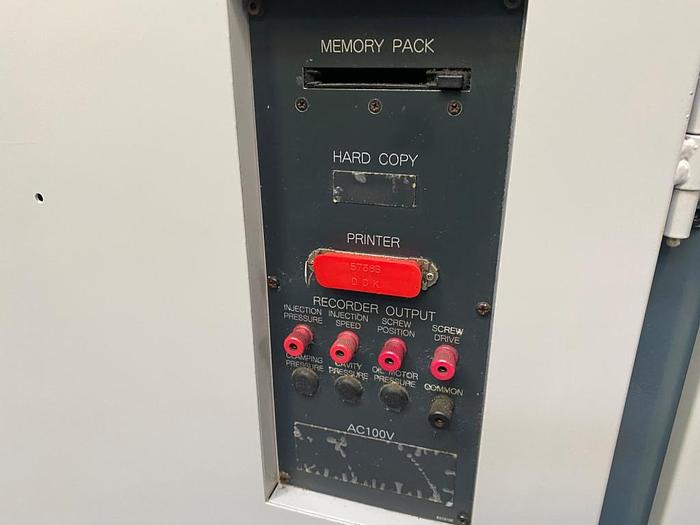 MEMORY PACK
HARD COPY
PRINTER
57368
DDK
RECORDER OUTPUT
INJECTION PRESSURE
INJECTION SPEED
SCREW POSITION
SCREW DRIVE
CLAMPING PRESSURE
CAVITY PRESSURE
OIL MOTOR PRESSURE
COMMON
AC100V